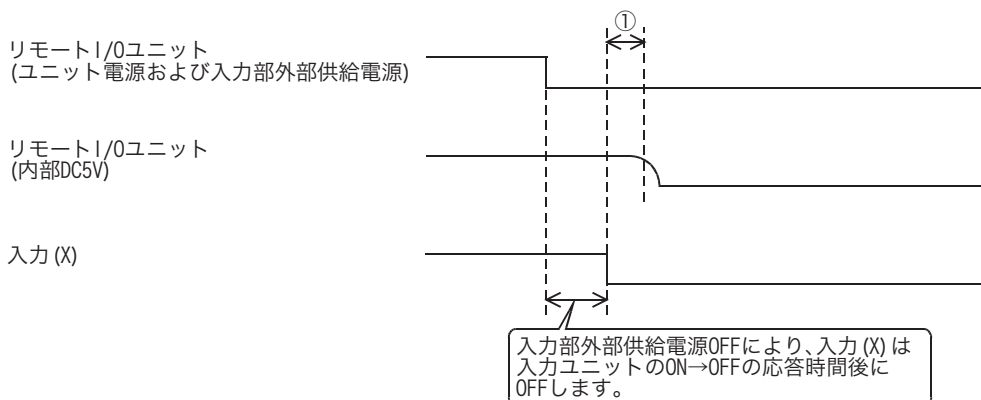 ①
リモートI/Oユニット
(ユニット電源および入力部外部供給電源)
リモートI/Oユニット
(内部DC5V)
入力(X)
入力部外部供給電源OFFにより、入力(X)は
入力ユニットのON→OFFの応答時間後に
OFFします。